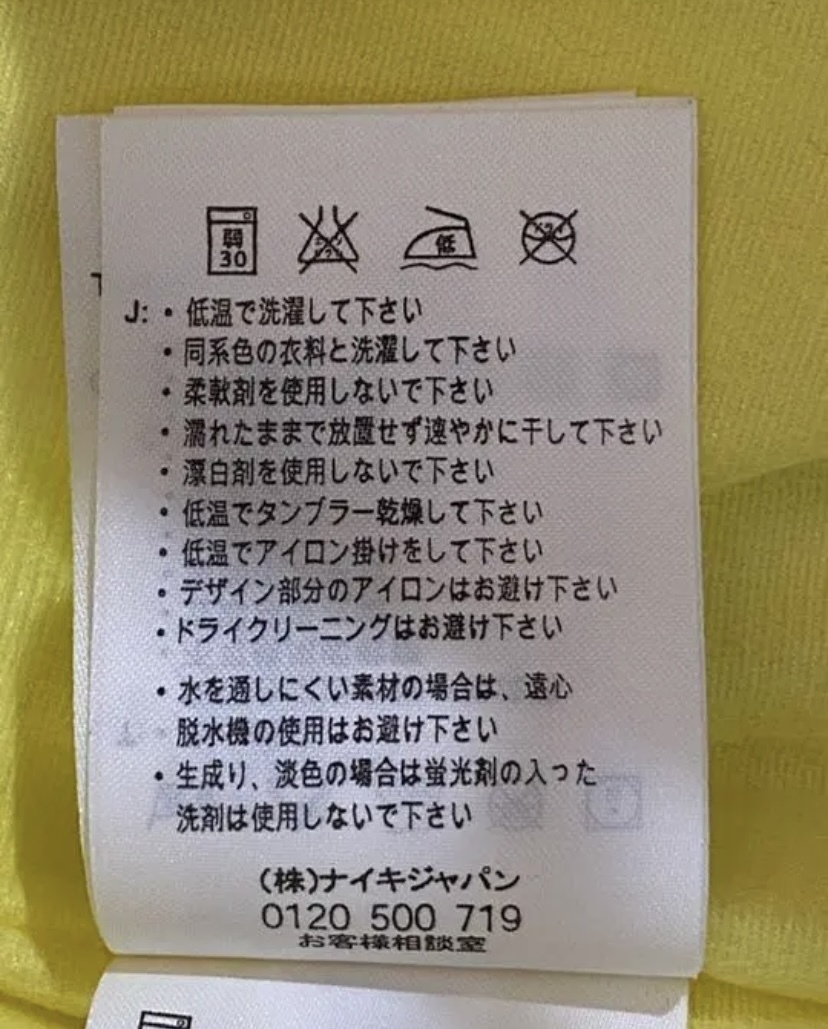 弱
30
エンソ
サラシ
低
ドライ
J: ・低温で洗濯して下さい
・同系色の衣料と洗濯して下さい
・柔軟剤を使用しないで下さい
・濡れたままで放置せず速やかに干して下さい
・漂白剤を使用しないで下さい
・低温でタンブラー乾燥して下さい
・低温でアイロン掛けをして下さい
・デザイン部分のアイロンはお避け下さい
・ドライクリーニングはお避け下さい
・水を通しにくい素材の場合は、遠心
脱水機の使用はお避け下さい
・生成り、淡色の場合は蛍光剤の入った
洗剤は使用しないで下さい
(株)ナイキジャパン
0120 500 719
お客様相談室